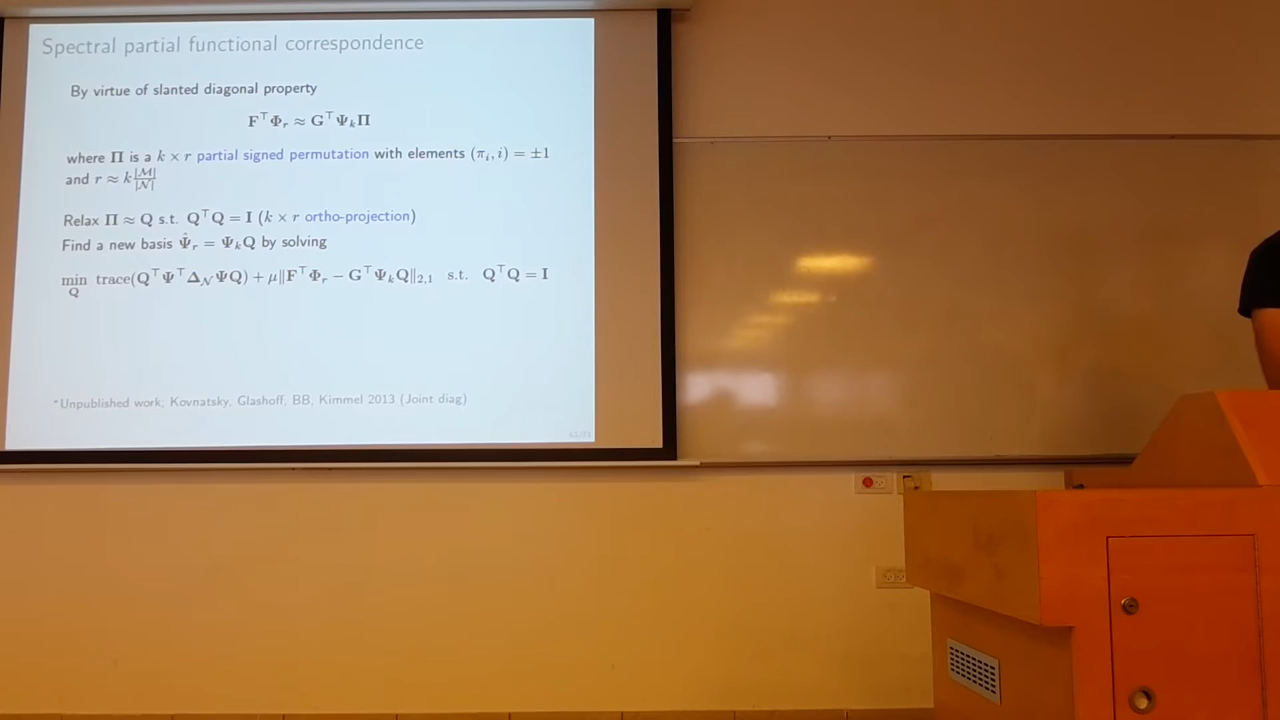 Spectral partial functional correspondence
By virtue of slanted diagonal property
F⊤Φr ≈ G⊤ΨkΠ
where Π is a k × r partial signed permutation with elements (πi, i) = ±1
and r ≈ k|M|/|N|
Relax Π ≈ Q s.t. Q⊤Q = I (k × r ortho-projection)
Find a new basis Ψ̂r = ΨkQ by solving
min Q trace(Q⊤Ψ⊤ΔNΨQ) + μ‖F⊤Φr − G⊤ΨkQ‖2,1 s.t. Q⊤Q = I
*Unpublished work; Kovnatsky, Glashoff, BB, Kimmel 2013 (Joint diag)